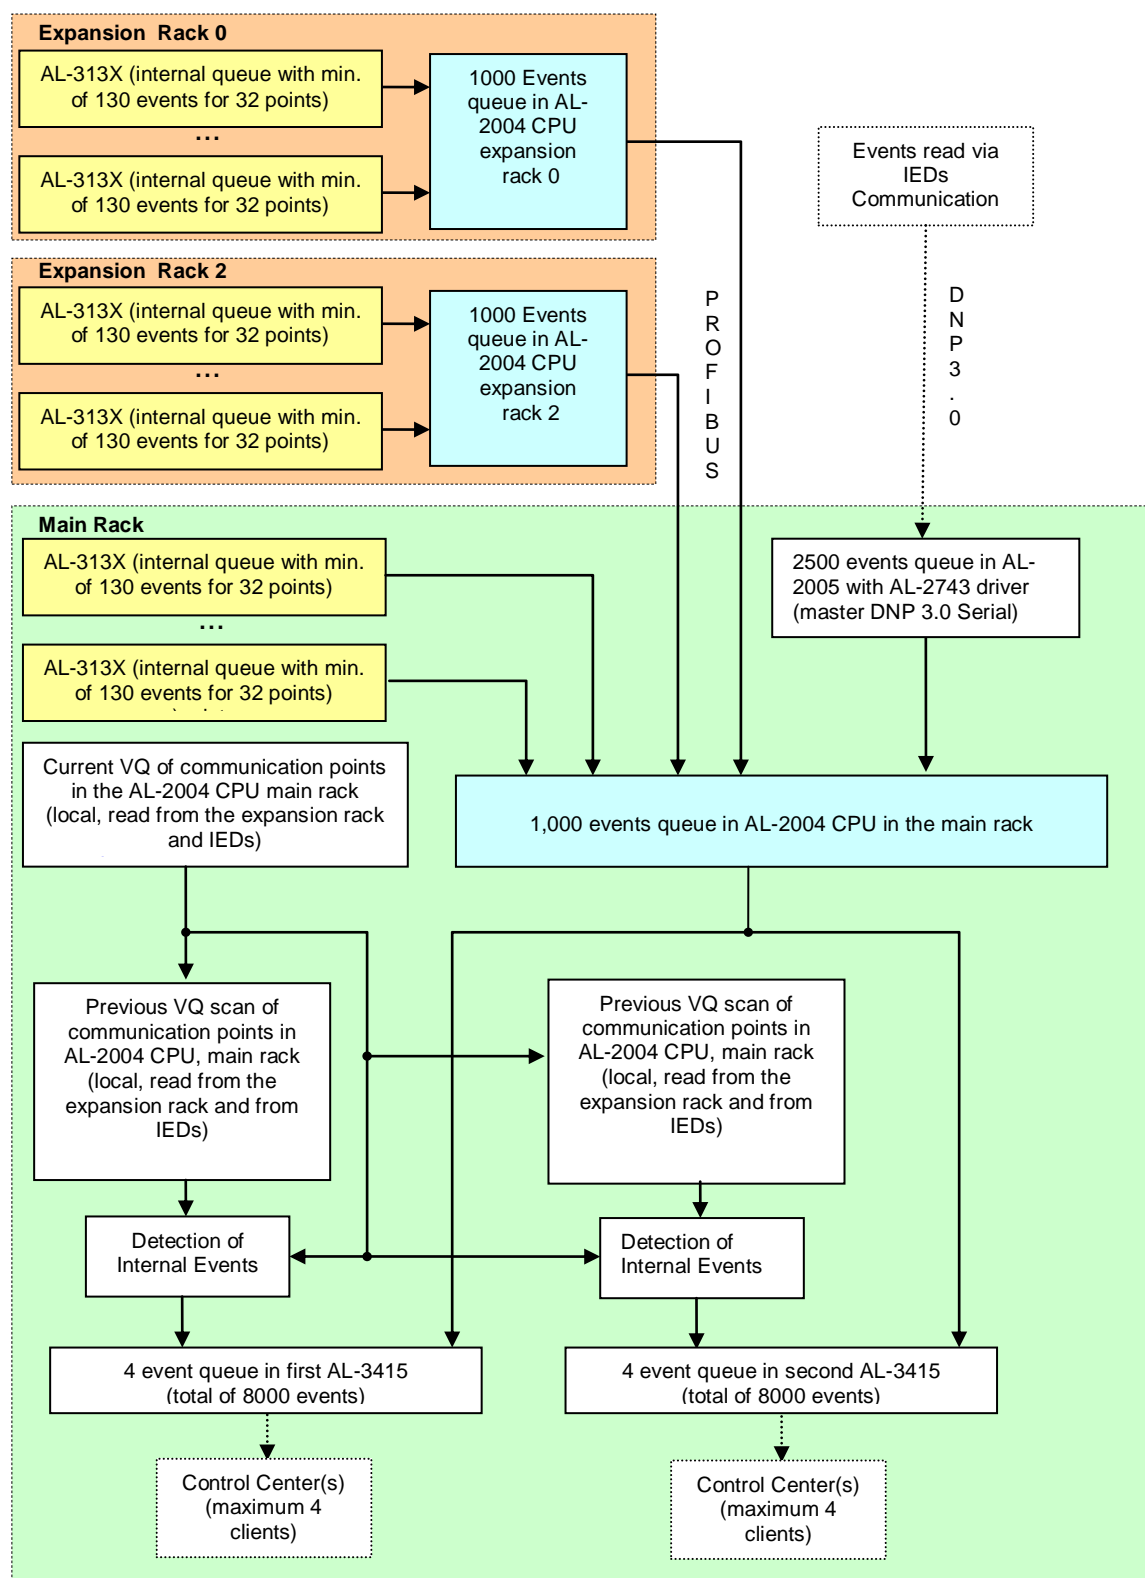 Expansion Rack 0
AL-313X (internal queue with min.
of 130 events for 32 points)
...
AL-313X (internal queue with min.
of 130 events for 32 points)
1000 Events
queue in AL-
2004 CPU
expansion
rack 0
Events read via
IEDs
Communication
Expansion Rack 2
AL-313X (internal queue with min.
of 130 events for 32 points)
...
AL-313X (internal queue with min.
of 130 events for 32 points)
1000 Events
queue in AL-
2004 CPU
expansion
rack 2
PROFIBUS
DNP3.0
Main Rack
AL-313X (internal queue with min.
of 130 events for 32 points)
...
AL-313X (internal queue with min.
of 130 events for 32 points)
2500 events queue in AL-
2005 with AL-2743 driver
(master DNP 3.0 Serial)
Current VQ of communication points
in the AL-2004 CPU main rack
(local, read from the expansion rack
and IEDs)
1,000 events queue in AL-2004 CPU in the main rack
Previous VQ scan of
communication points in
AL-2004 CPU, main rack
(local, read from the
expansion rack and from
IEDs)
Previous VQ scan of
communication points in
AL-2004 CPU, main rack
(local, read from the
expansion rack and from
IEDs)
Detection of
Internal Events
Detection of
Internal Events
4 event queue in first AL-3415
(total of 8000 events)
4 event queue in second AL-3415
(total of 8000 events)
Control Center(s)
(maximum 4
clients)
Control Center(s)
(maximum 4
clients)